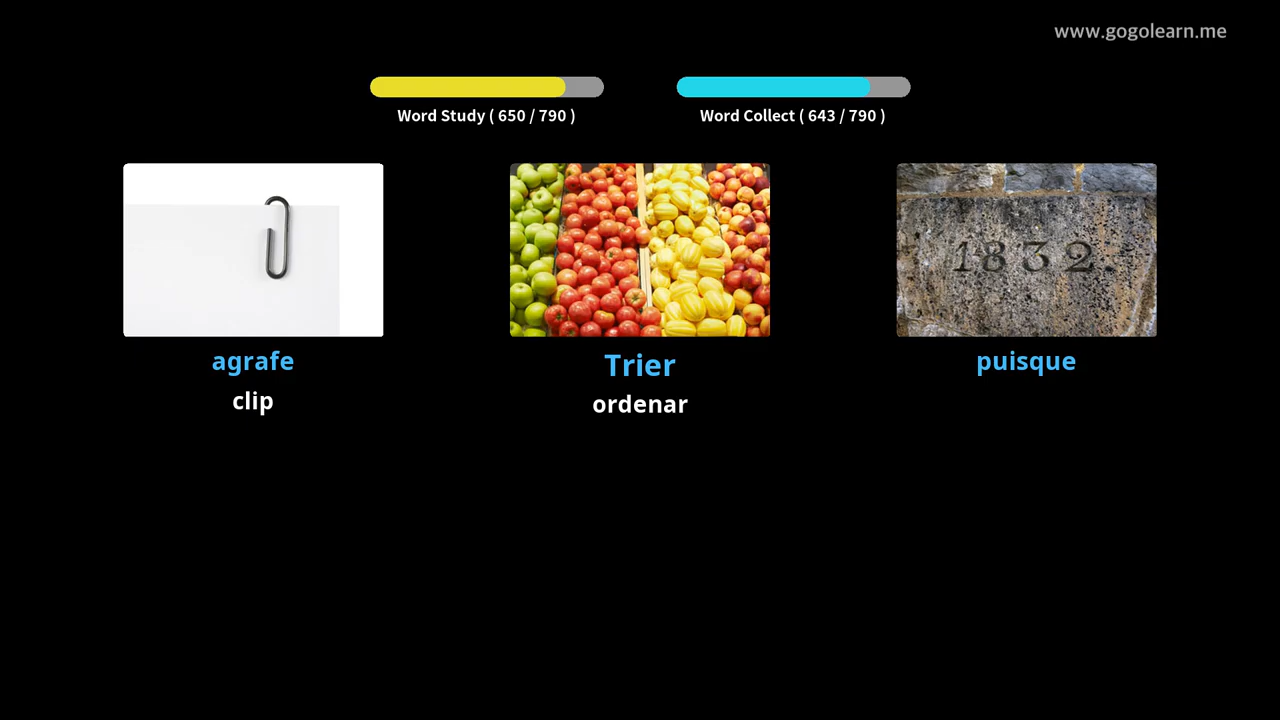 www.gogolearn.me
Word Study ( 650 / 790 )
Word Collect ( 643 / 790 )
1832.
agrafe
Trier
puisque
clip
ordenar